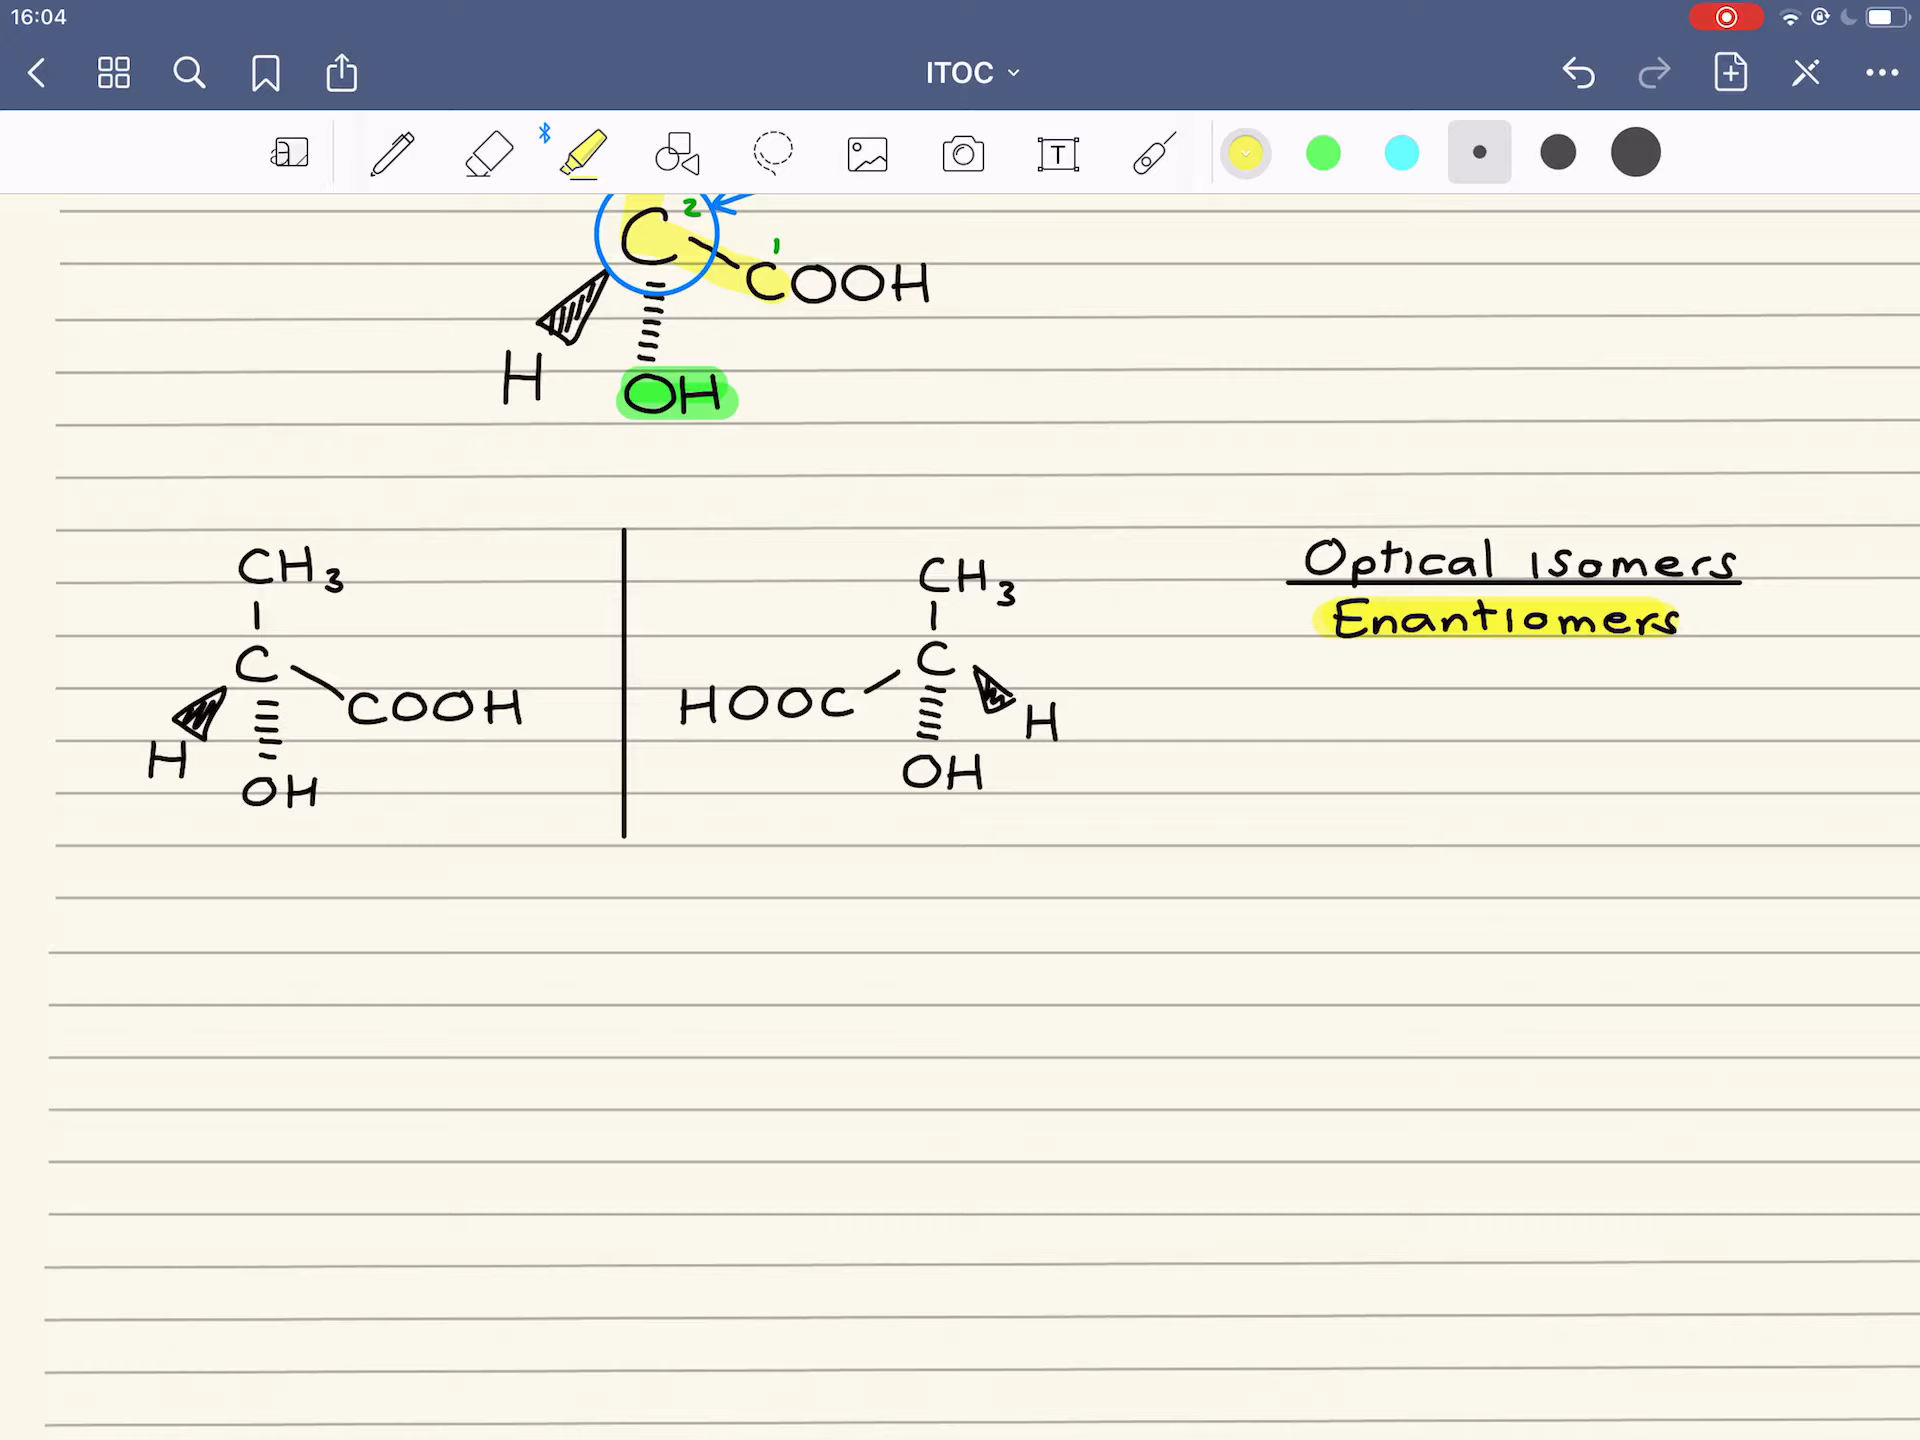 16:04
ITOC
C 2
1
COOH
H
OH
CH3
C
COOH
H
OH
CH3
C
HOOC
H
OH
Optical isomers
Enantiomers